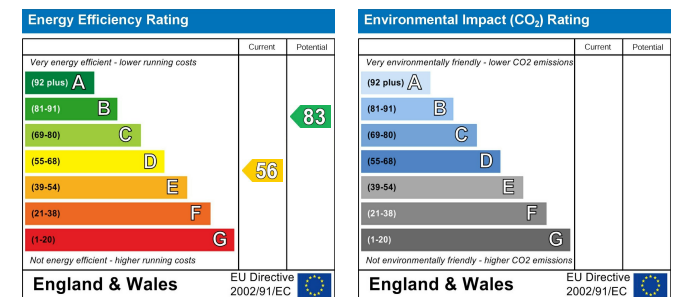 Energy Efficiency Rating
Current Potential
Very energy efficient - lower running costs
(92 plus) A
(81-91) B
83
(69-80) C
(55-68) D
56
(39-54) E
(21-38) F
(1-20) G
Not energy efficient - higher running costs
England & Wales
EU Directive
2002/91/EC
Environmental Impact (CO2) Rating
Current Potential
Very environmentally friendly - lower CO2 emissions
(92 plus) A
(81-91) B
(69-80) C
(55-68) D
(39-54) E
(21-38) F
(1-20) G
Not environmentally friendly - higher CO2 emissions
England & Wales
EU Directive
2002/91/EC